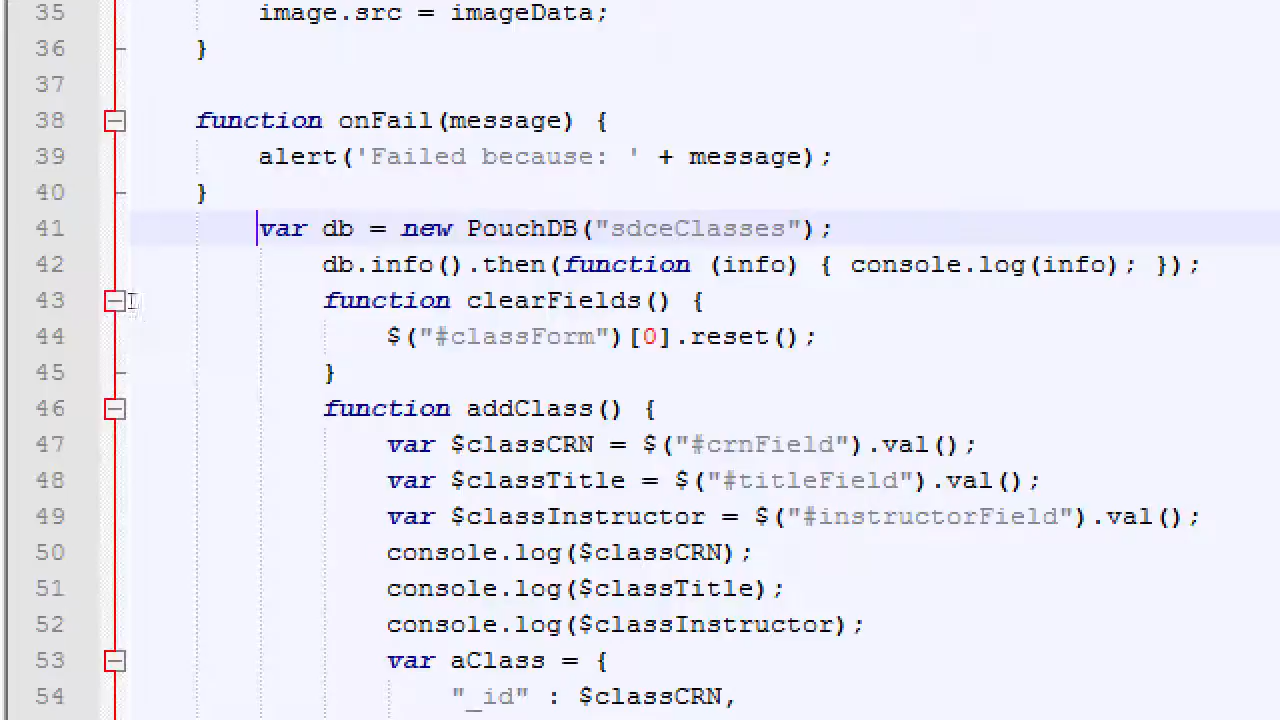 35 image.src = imageData;
36 }
37
38 function onFail(message) {
39 alert('Failed because: ' + message);
40 }
41 var db = new PouchDB("sdceClasses");
42 db.info().then(function (info) { console.log(info); });
43 function clearFields() {
44 $("#classForm")[0].reset();
45 }
46 function addClass() {
47 var $classCRN = $("#crnField").val();
48 var $classTitle = $("#titleField").val();
49 var $classInstructor = $("#instructorField").val();
50 console.log($classCRN);
51 console.log($classTitle);
52 console.log($classInstructor);
53 var aClass = {
54 "_id" : $classCRN,